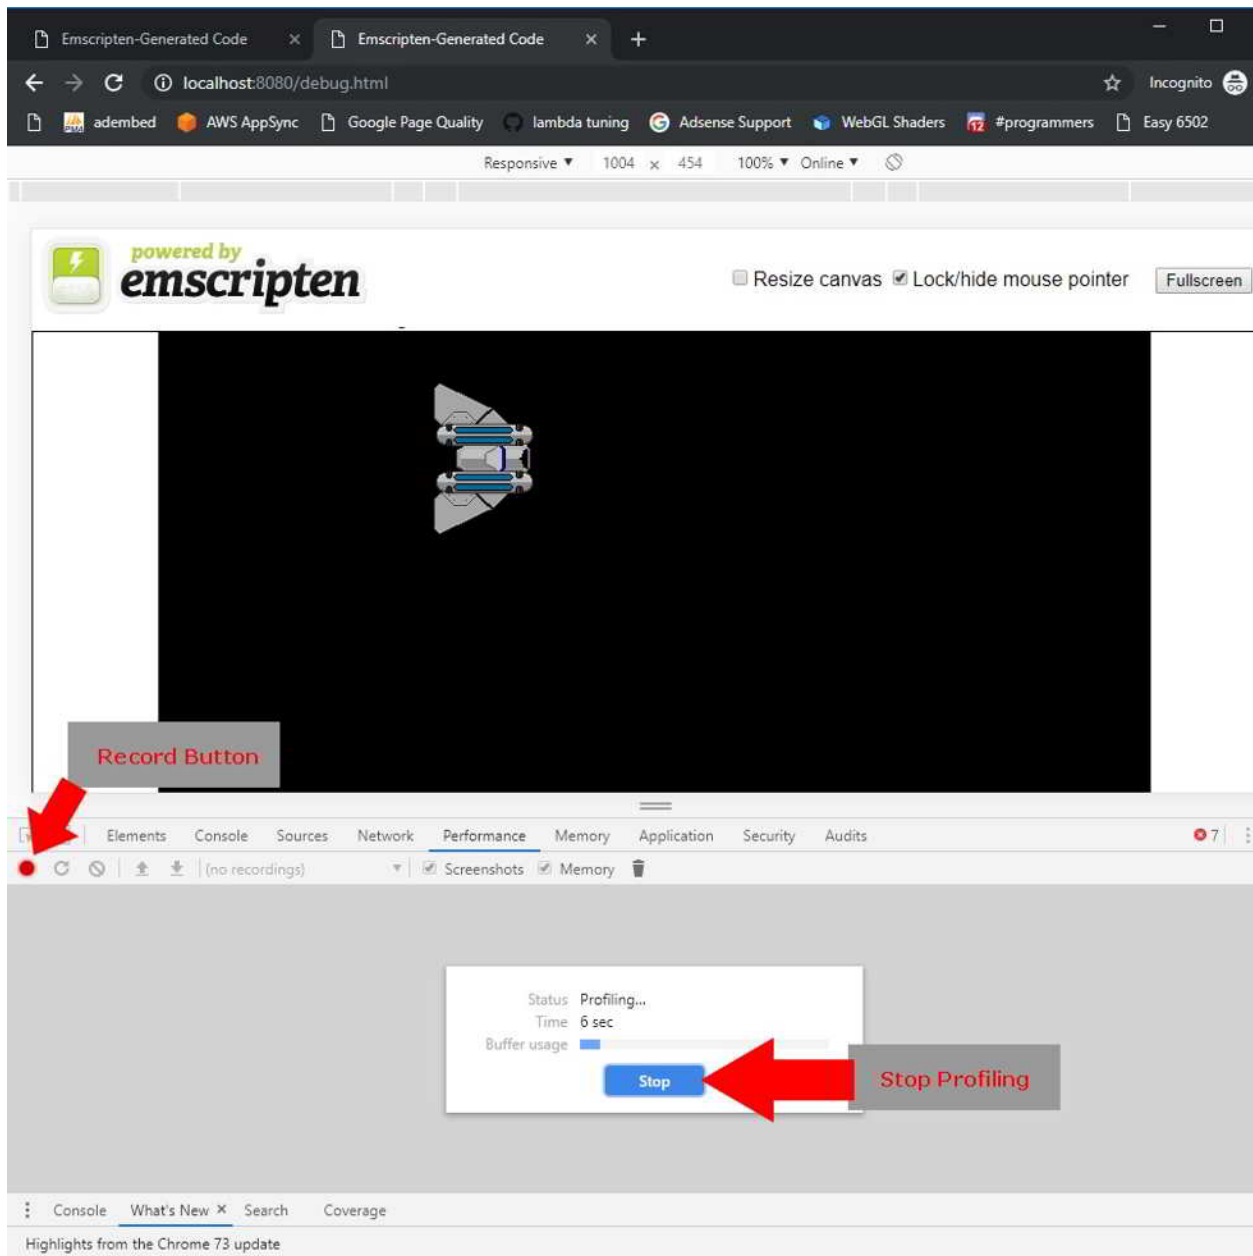 Emscripten-Generated Code Emscripten-Generated Code
localhost:8080/debug.html Incognito
adembed AWS AppSync Google Page Quality lambda tuning Adsense Support WebGL Shaders #programmers Easy 6502
Responsive 1004 x 454 100% Online
powered by
emscripten
Resize canvas Lock/hide mouse pointer Fullscreen
Record Button
Elements Console Sources Network Performance Memory Application Security Audits 7
(no recordings) Screenshots Memory
Status Profiling...
Time 6 sec
Buffer usage
Stop
Stop Profiling
Console What's New × Search Coverage
Highlights from the Chrome 73 update